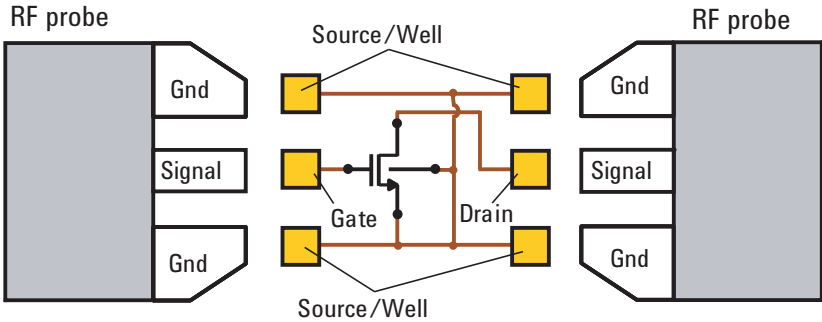 RF probe
RF probe
Source/Well
Gnd
Gnd
Signal
Signal
Gate
Drain
Gnd
Gnd
Source/Well